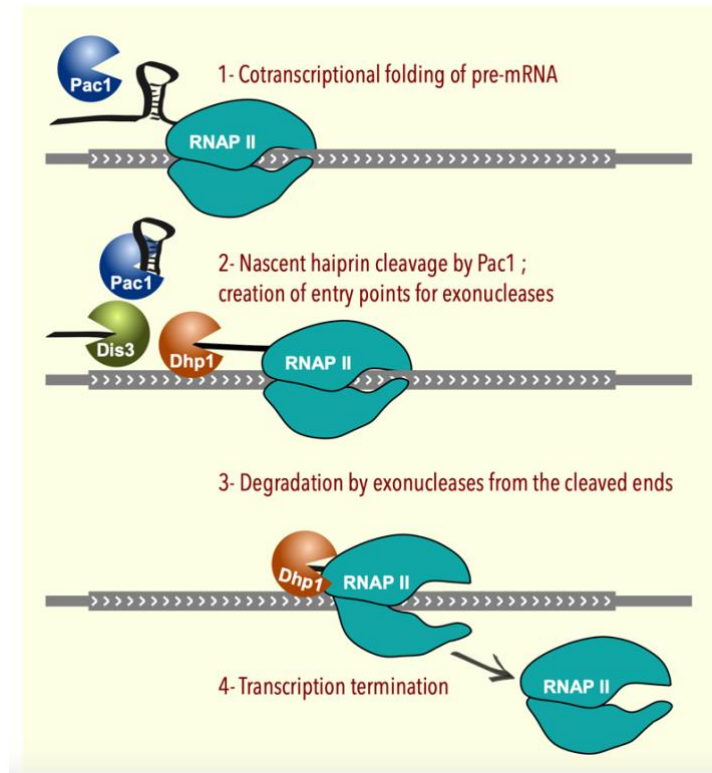 Pac1
1- Cotranscriptional folding of pre-mRNA
RNAP II
2- Nascent haiprin cleavage by Pac1 ;
creation of entry points for exonucleases
Pac1
Dis3
Dhp1
RNAP II
3- Degradation by exonucleases from the cleaved ends
Dhp1
RNAP II
4- Transcription termination
RNAP II